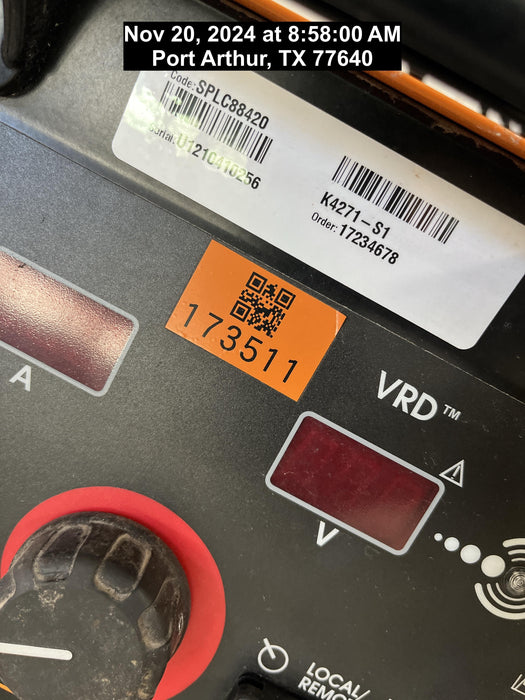 Nov 20, 2024 at 8:58:00 AM
Port Arthur, TX 77640
Code: SPLC88420
Serial: U1210410256
K4271-S1
Order: 17234678
173511
A
VRD™
V
LOCAL/